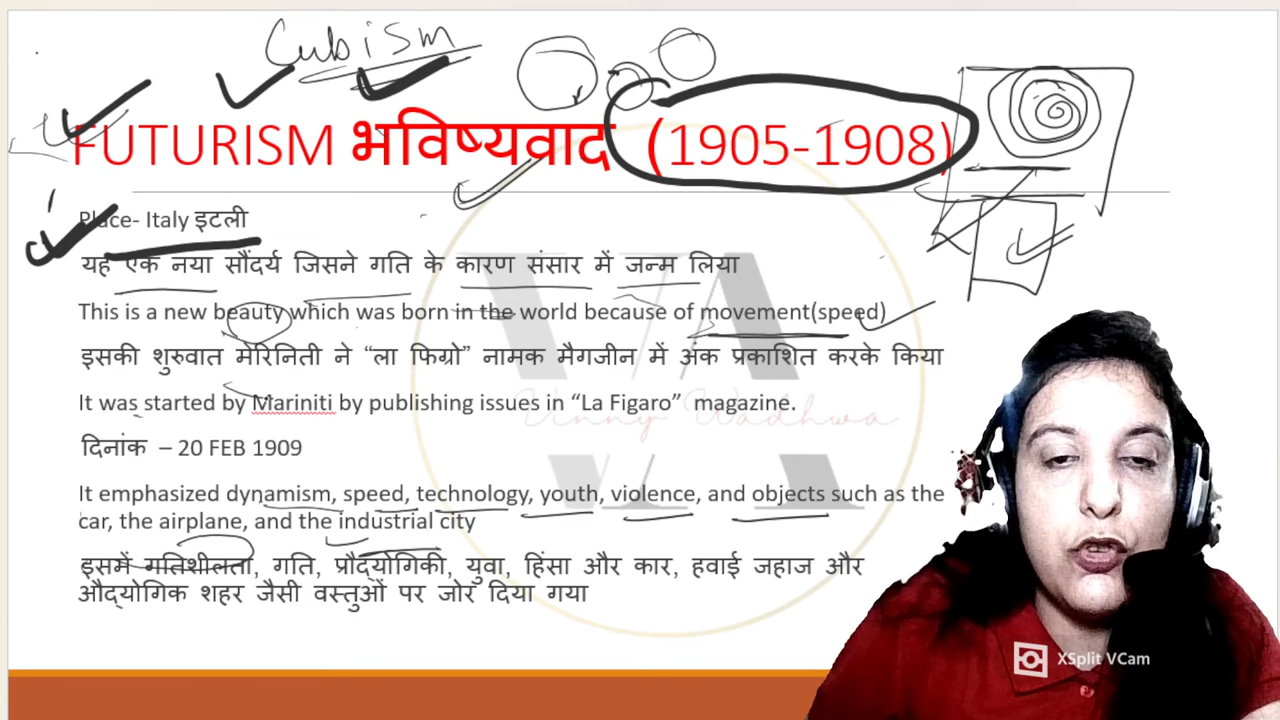 Cubism
FUTURISM भविष्यवाद (1905-1908)
Place- Italy इटली
यह एक नया सौंदर्य जिसने गति के कारण संसार में जन्म लिया
This is a new beauty which was born in the world because of movement(speed)
इसकी शुरुवात मेरिनिती ने “ला फिग्रो” नामक मैगजीन में अंक प्रकाशित करके किया
It was started by Mariniti by publishing issues in “La Figaro” magazine.
दिनांक – 20 FEB 1909
It emphasized dynamism, speed, technology, youth, violence, and objects such as the
car, the airplane, and the industrial city
इसमें गतिशीलता, गति, प्रौद्योगिकी, युवा, हिंसा और कार, हवाई जहाज और
औद्योगिक शहर जैसी वस्तुओं पर जोर दिया गया
VA
Vinny Wadhwa
XSplit VCam